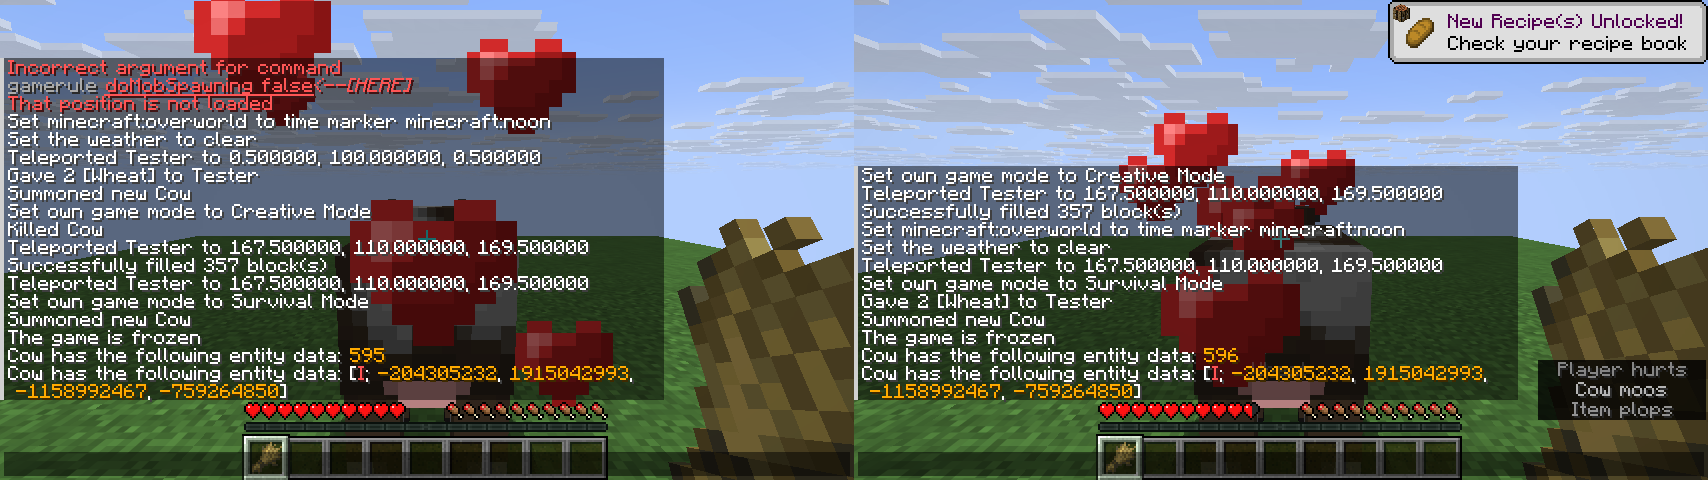 Incorrect argument for command
gamerule doMobSpawning false<--[HERE]
That position is not loaded
Set minecraft:overworld to time marker minecraft:noon
Set the weather to clear
Teleported Tester to 0.500000, 100.000000, 0.500000
Gave 2 [Wheat] to Tester
Summoned new Cow
Set own game mode to Creative Mode
Killed Cow
Teleported Tester to 167.500000, 110.000000, 169.500000
Successfully filled 357 block(s)
Teleported Tester to 167.500000, 110.000000, 169.500000
Set own game mode to Survival Mode
Summoned new Cow
The game is frozen
Cow has the following entity data: 595
Cow has the following entity data: [I; -204305232, 1915042993,
-1158992467, -759264850]
New Recipe(s) Unlocked!
Check your recipe book
Set own game mode to Creative Mode
Teleported Tester to 167.500000, 110.000000, 169.500000
Successfully filled 357 block(s)
Set minecraft:overworld to time marker minecraft:noon
Set the weather to clear
Teleported Tester to 167.500000, 110.000000, 169.500000
Set own game mode to Survival Mode
Gave 2 [Wheat] to Tester
Summoned new Cow
The game is frozen
Cow has the following entity data: 596
Cow has the following entity data: [I; -204305232, 1915042993,
-1158992467, -759264850]
Player hurts
Cow moos
Item plops